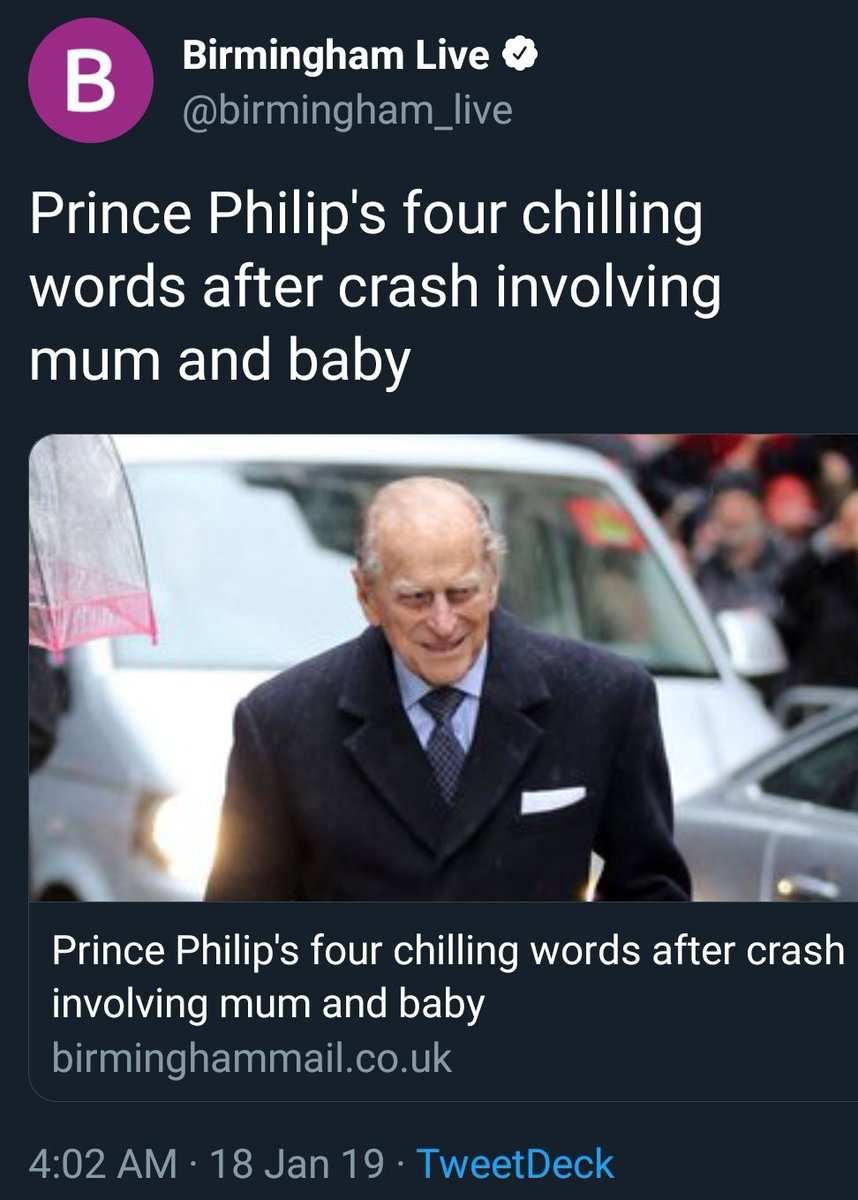 B
Birmingham Live
@birmingham_live
Prince Philip's four chilling
words after crash involving
mum and baby
Prince Philip's four chilling words after crash
involving mum and baby
birminghammail.co.uk
4:02 AM · 18 Jan 19 · TweetDeck